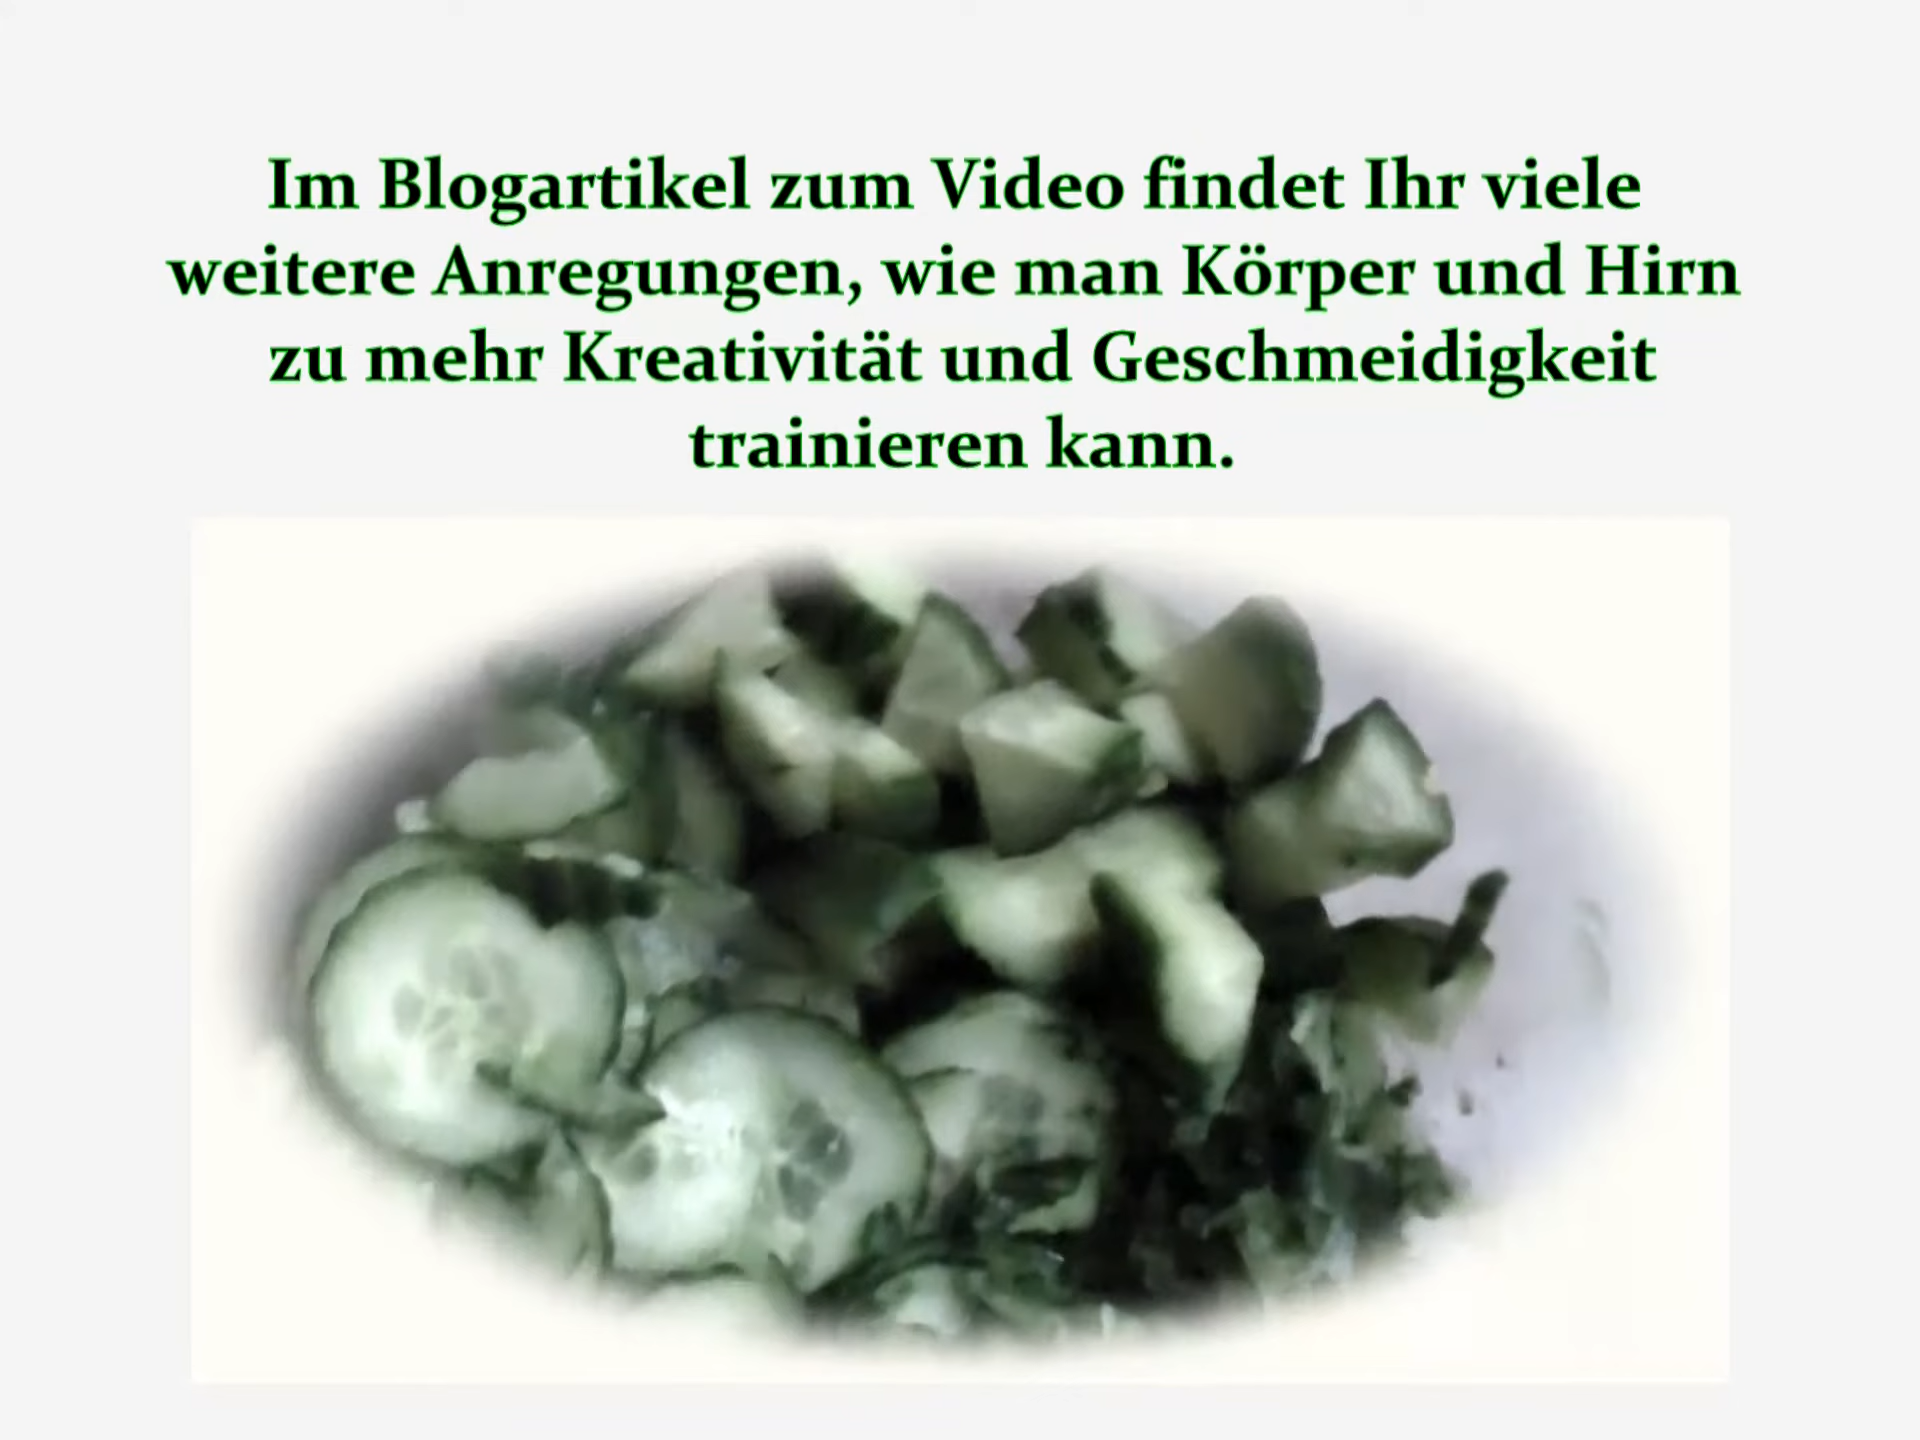 Im Blogartikel zum Video findet Ihr viele
weitere Anregungen, wie man Körper und Hirn
zu mehr Kreativität und Geschmeidigkeit
trainieren kann.